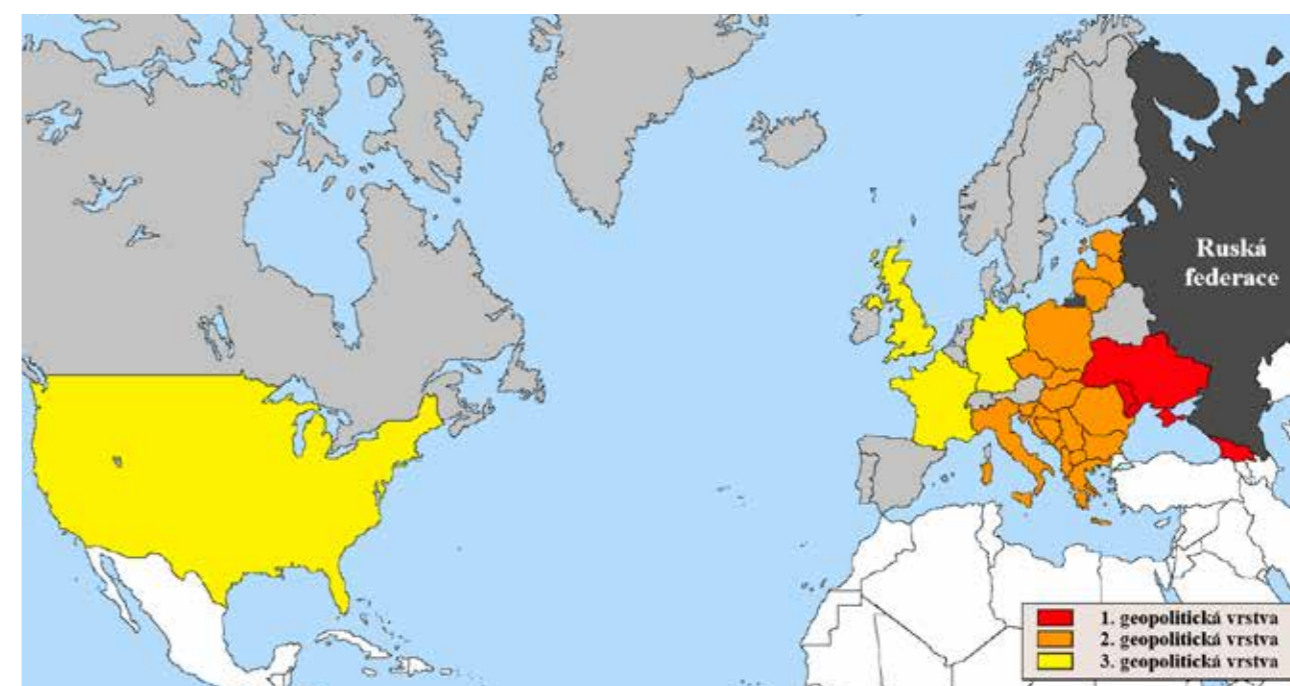 Ruská
federace
1. geopolitická vrstva
2. geopolitická vrstva
3. geopolitická vrstva